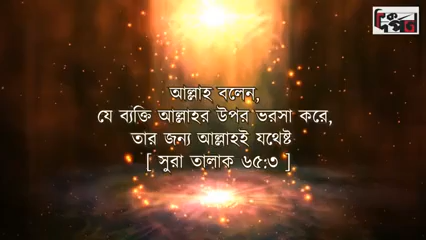 আল্লাহ বলেন,
যে ব্যক্তি আল্লাহর উপর ভরসা করে,
তার জন্য আল্লাহই যথেষ্ট
[ সুরা তালাক ৬৫:৩ ]